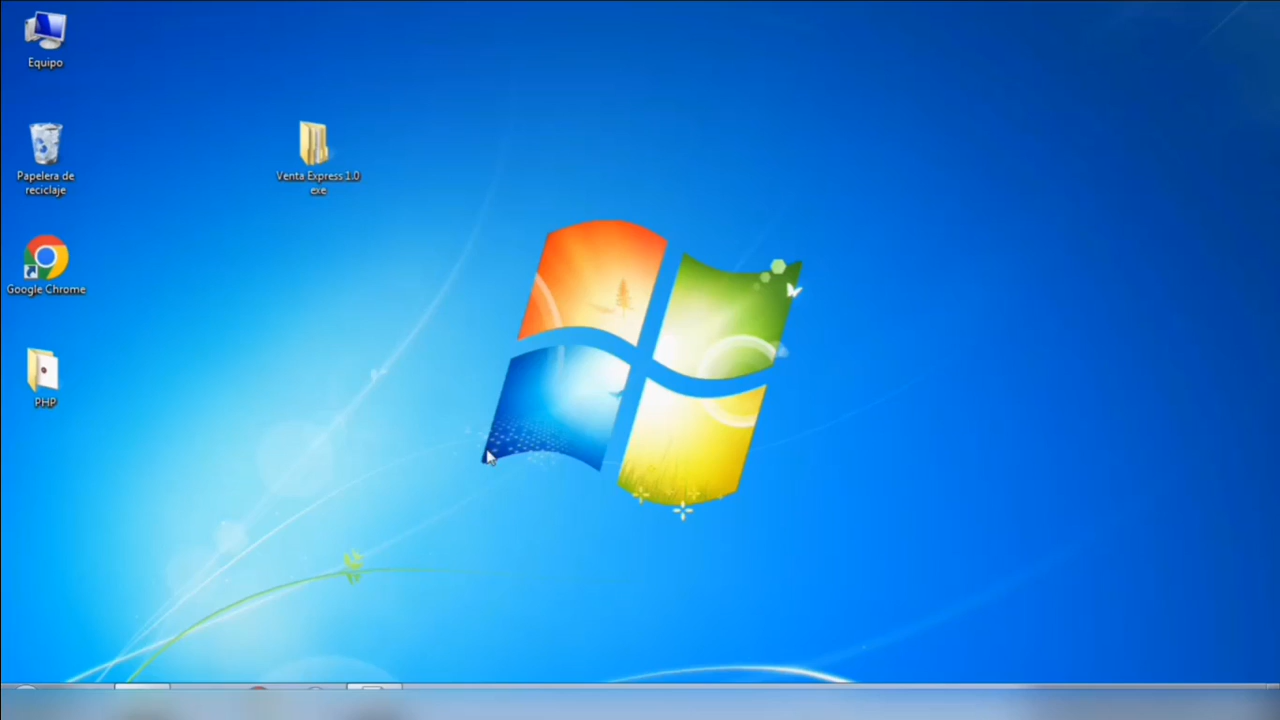 Equipo
Papelera de
reciclaje
Venta Express 1.0
exe
Google Chrome
PHP